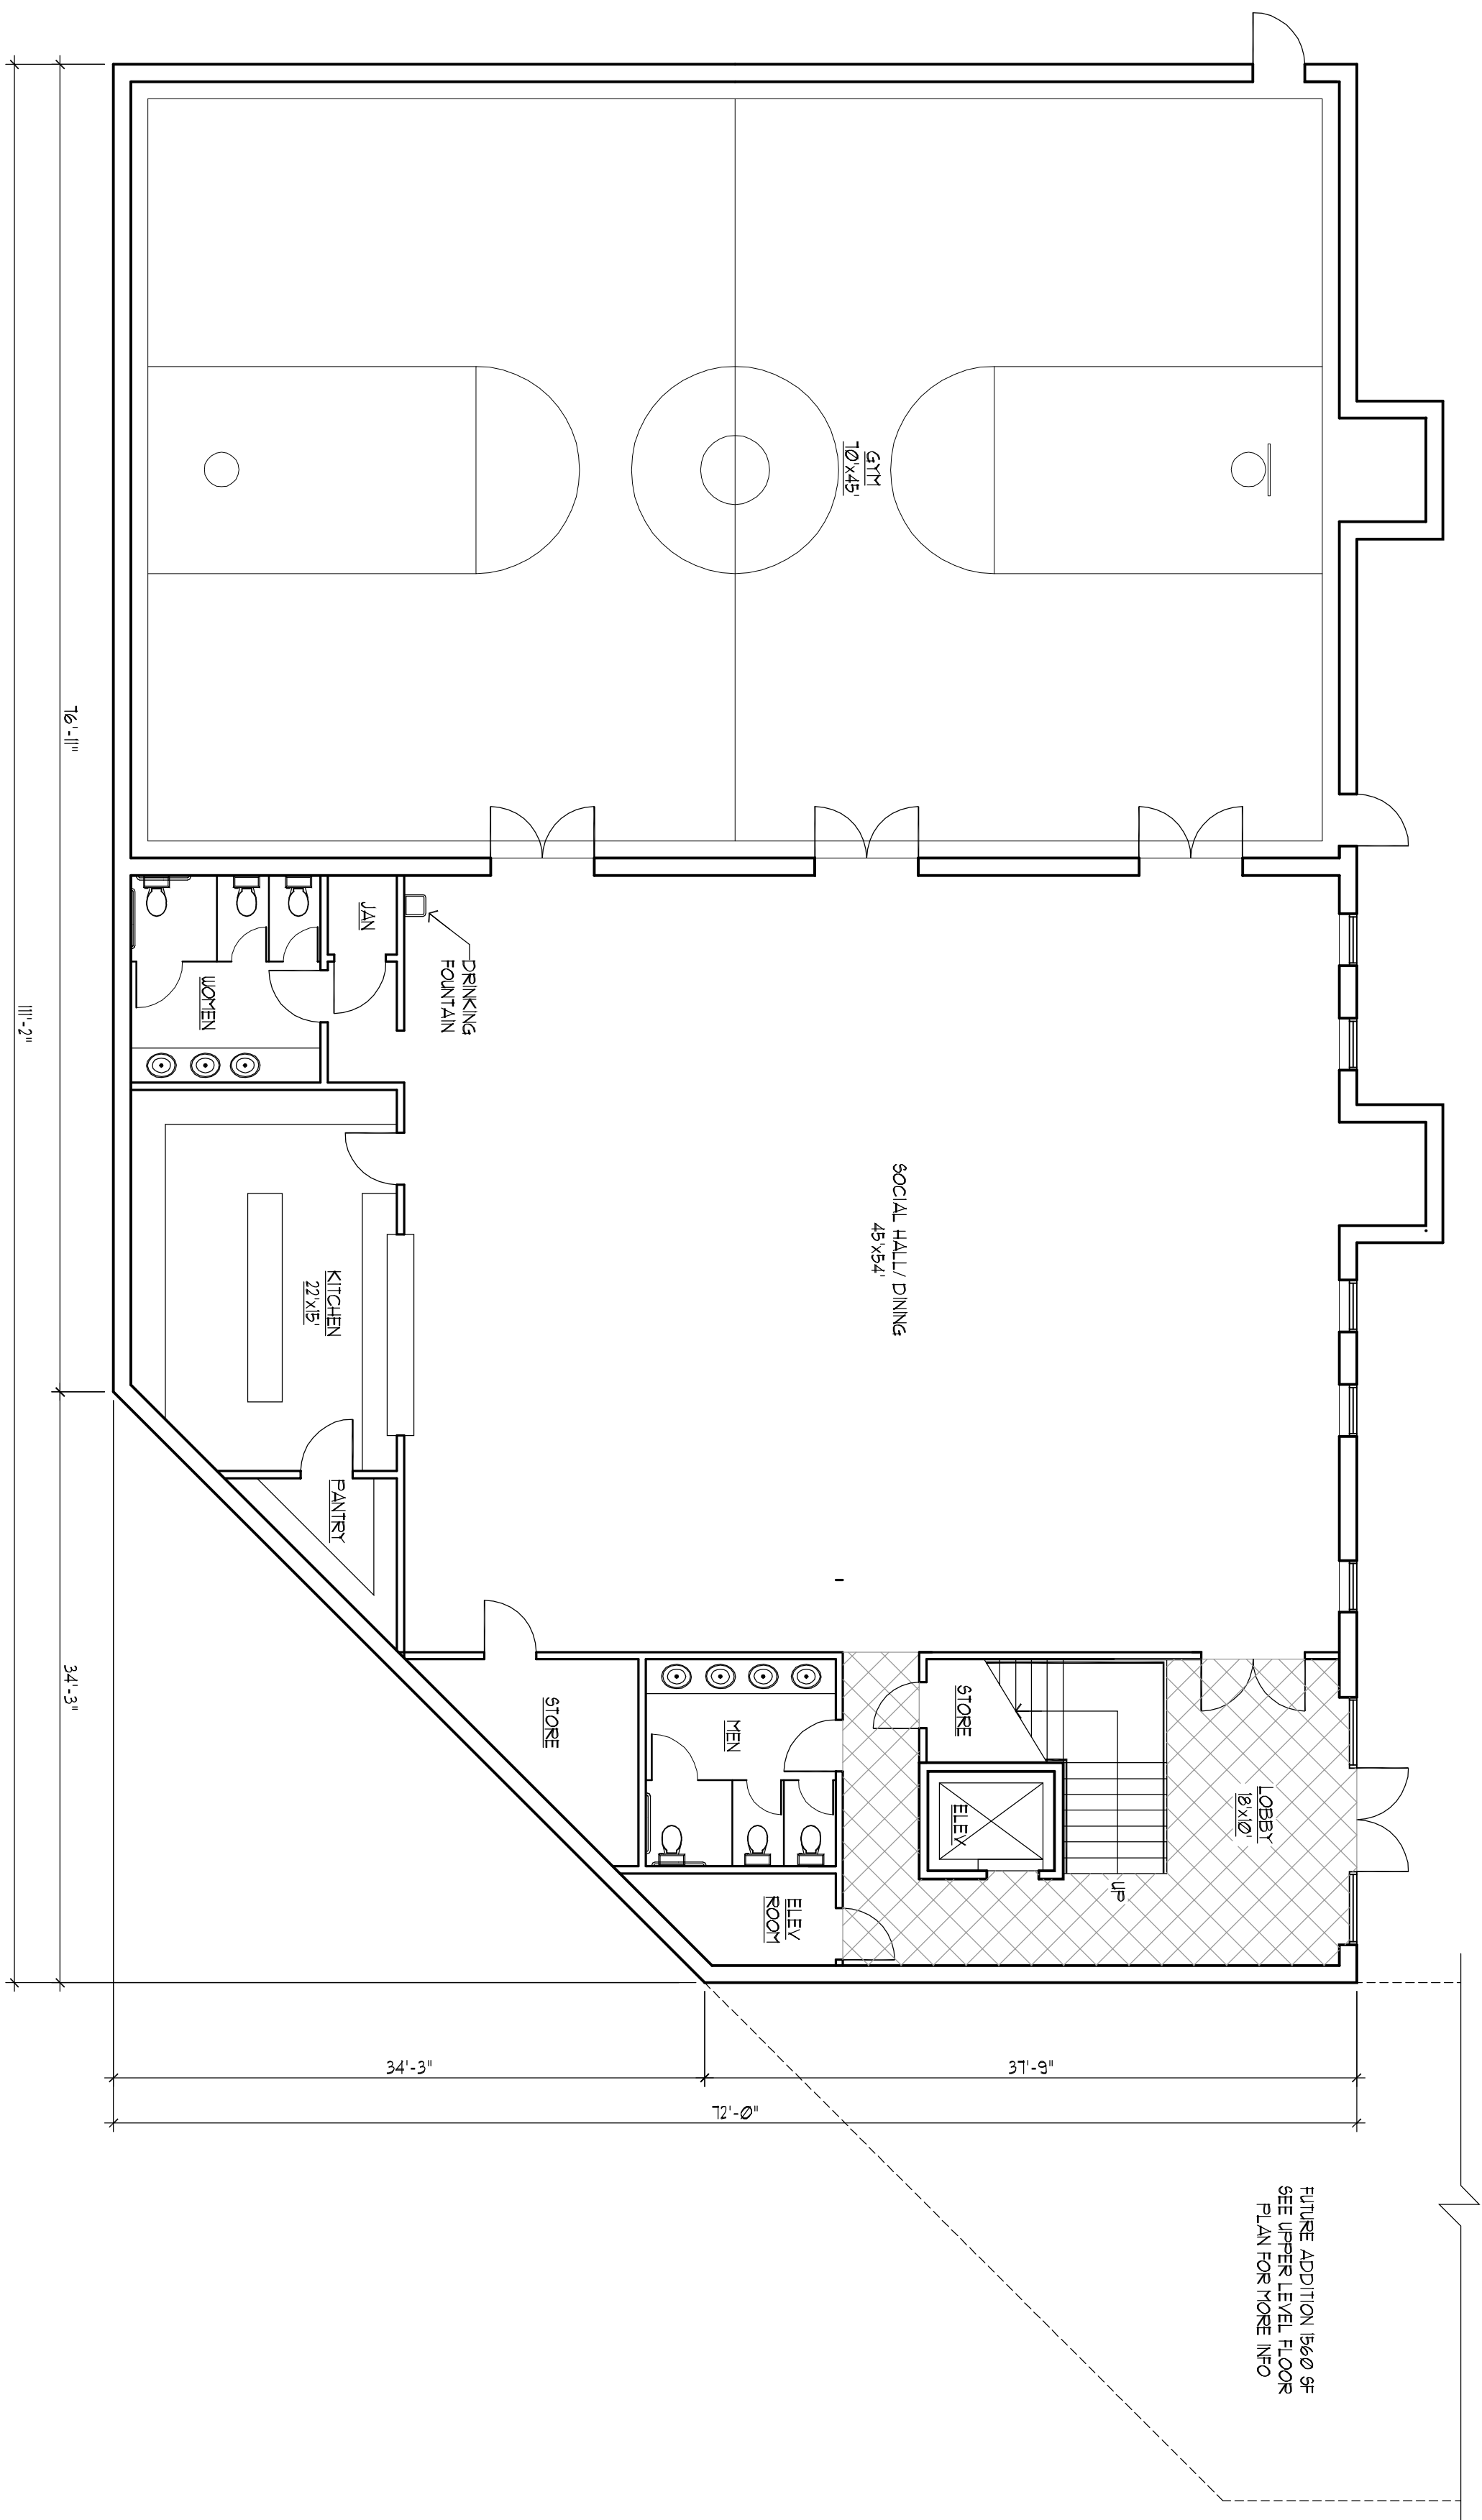 GYM
70'x45'
DRINKING
FOUNTAIN
JAN
WOMEN
SOCIAL HALL/ DINING
45'x54'
KITCHEN
22'x15'
PANTRY
STORE
MEN
STORE
ELEV
UP
LOBBY
18'x10'
ELEV
ROOM
76'-11"
34'-3"
111'-2"
34'-3"
37'-9"
72'-0"
FUTURE ADDITION 1560 SF
SEE UPPER LEVEL FLOOR
PLAN FOR MORE INFO